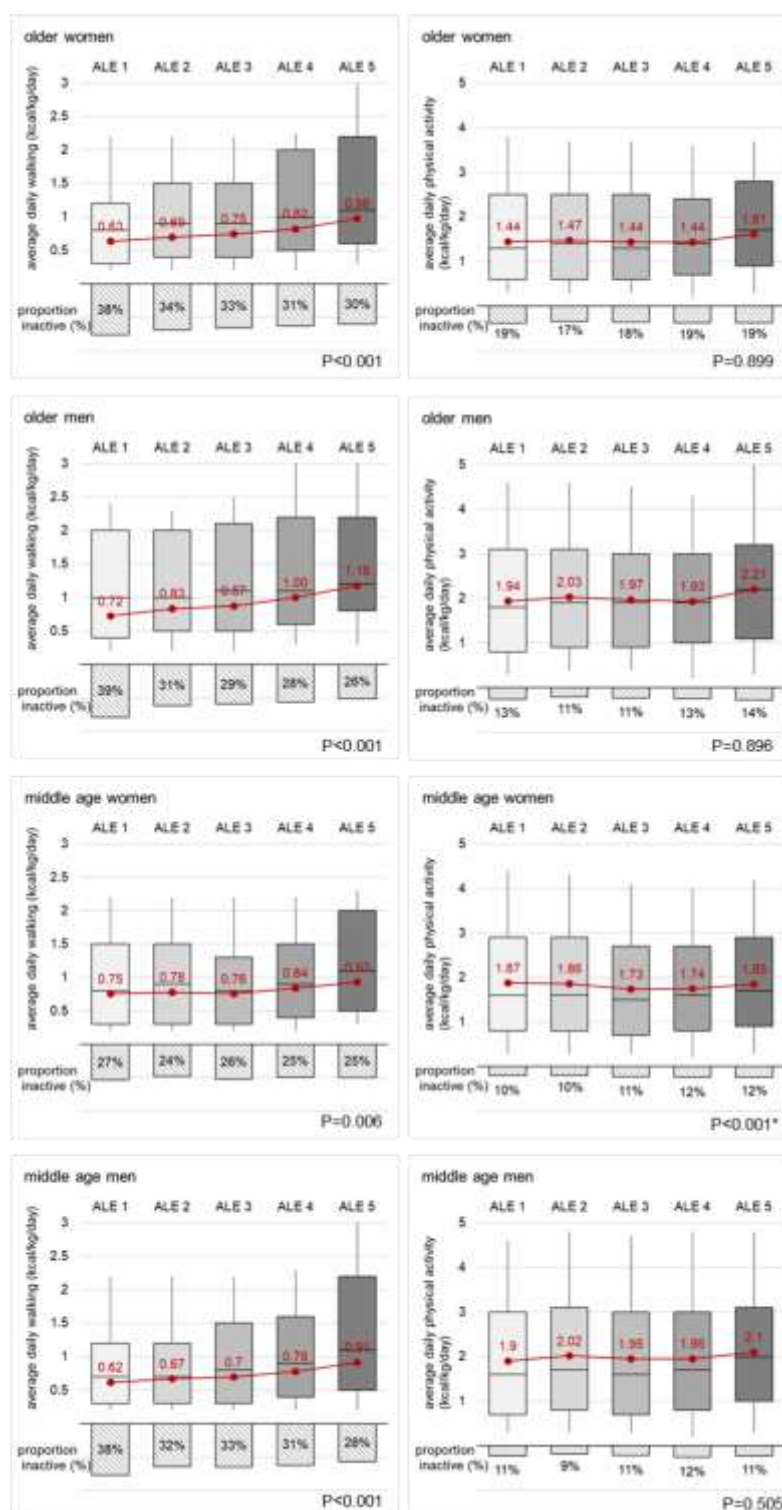 older women
ALE 1 ALE 2 ALE 3 ALE 4 ALE 5
average daily walking (kcal/kg/day)
3
2
1.5
1
0.5
0.63 0.69 0.75 0.82
proportion inactive (%)
38% 34% 33% 31% 30%
P<0.001
older women
ALE 1 ALE 2 ALE 3 ALE 4 ALE 5
average daily physical activity (kcal/kg/day)
5
4
3
2
1
1.44 1.47 1.44 1.44 1.61
proportion inactive (%)
19% 17% 18% 19% 19%
P=0.899
older men
ALE 1 ALE 2 ALE 3 ALE 4 ALE 5
average daily walking (kcal/kg/day)
3
2
1.5
1
0.5
0.72 0.83 0.87 1.00
proportion inactive (%)
39% 31% 29% 28% 26%
P<0.001
older men
ALE 1 ALE 2 ALE 3 ALE 4 ALE 5
average daily physical activity (kcal/kg/day)
5
4
3
2
1
1.94 2.03 1.97 1.93 2.21
proportion inactive (%)
13% 11% 11% 13% 14%
P=0.896
middle age women
ALE 1 ALE 2 ALE 3 ALE 4 ALE 5
average daily walking (kcal/kg/day)
3
2
1.5
1
0.5
0.75 0.78 0.76 0.84
proportion inactive (%)
27% 24% 26% 25% 25%
P=0.006
middle age women
ALE 1 ALE 2 ALE 3 ALE 4 ALE 5
average daily physical activity (kcal/kg/day)
5
4
3
2
1
1.87 1.86 1.73 1.74 1.85
proportion inactive (%)
10% 10% 11% 12% 12%
P<0.001*
middle age men
ALE 1 ALE 2 ALE 3 ALE 4 ALE 5
average daily walking (kcal/kg/day)
3
2
1.5
1
0.5
0.62 0.67 0.7 0.78
proportion inactive (%)
38% 32% 33% 31% 28%
P<0.001
middle age men
ALE 1 ALE 2 ALE 3 ALE 4 ALE 5
average daily physical activity (kcal/kg/day)
5
4
3
2
1
1.9 2.02 1.95 2.1
proportion inactive (%)
11% 9% 11% 12% 11%
P=0.505